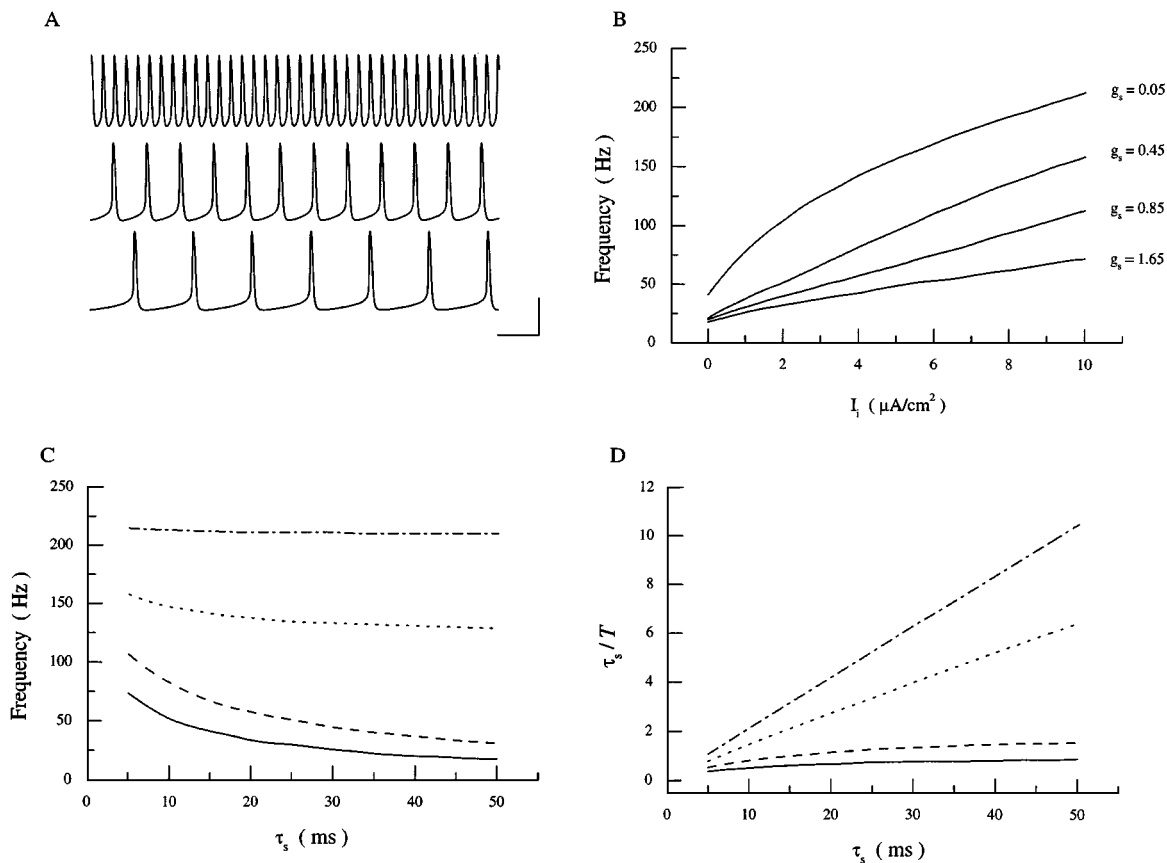 A
B
250
200
150
100
50
0
Frequency ( Hz )
0 2 4 6 8 10
I_i ( μA/cm² )
g_s = 0.05
g_s = 0.45
g_s = 0.85
g_s = 1.65
C
250
200
150
100
50
0
Frequency ( Hz )
0 10 20 30 40 50
τ_s ( ms )
D
12
10
8
6
4
2
0
τ_s / T
0 10 20 30 40 50
τ_s ( ms )